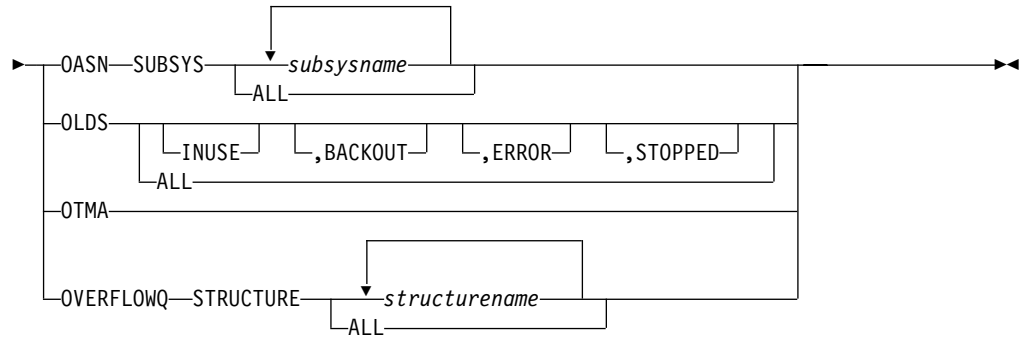 OASN SUBSYS subsysname
ALL
OLDS
INUSE ,BACKOUT ,ERROR ,STOPPED
ALL
OTMA
OVERFLOWQ STRUCTURE structurename
ALL